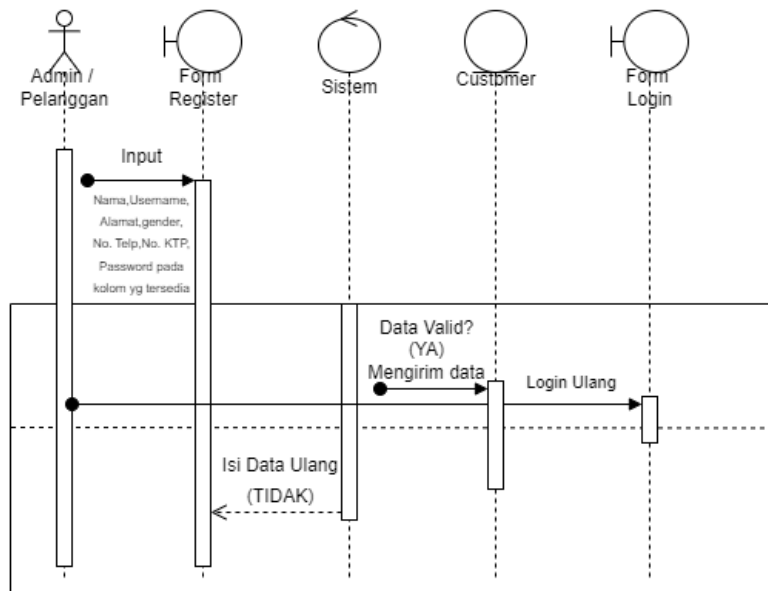 Admin /
Pelanggan
Form
Register
Sistem
Customer
Form
Login
Input
Nama,Username,
Alamat,gender,
No. Telp,No. KTP,
Password pada
kolom yg tersedia
Data Valid?
(YA)
Mengirim data
Login Ulang
Isi Data Ulang
(TIDAK)